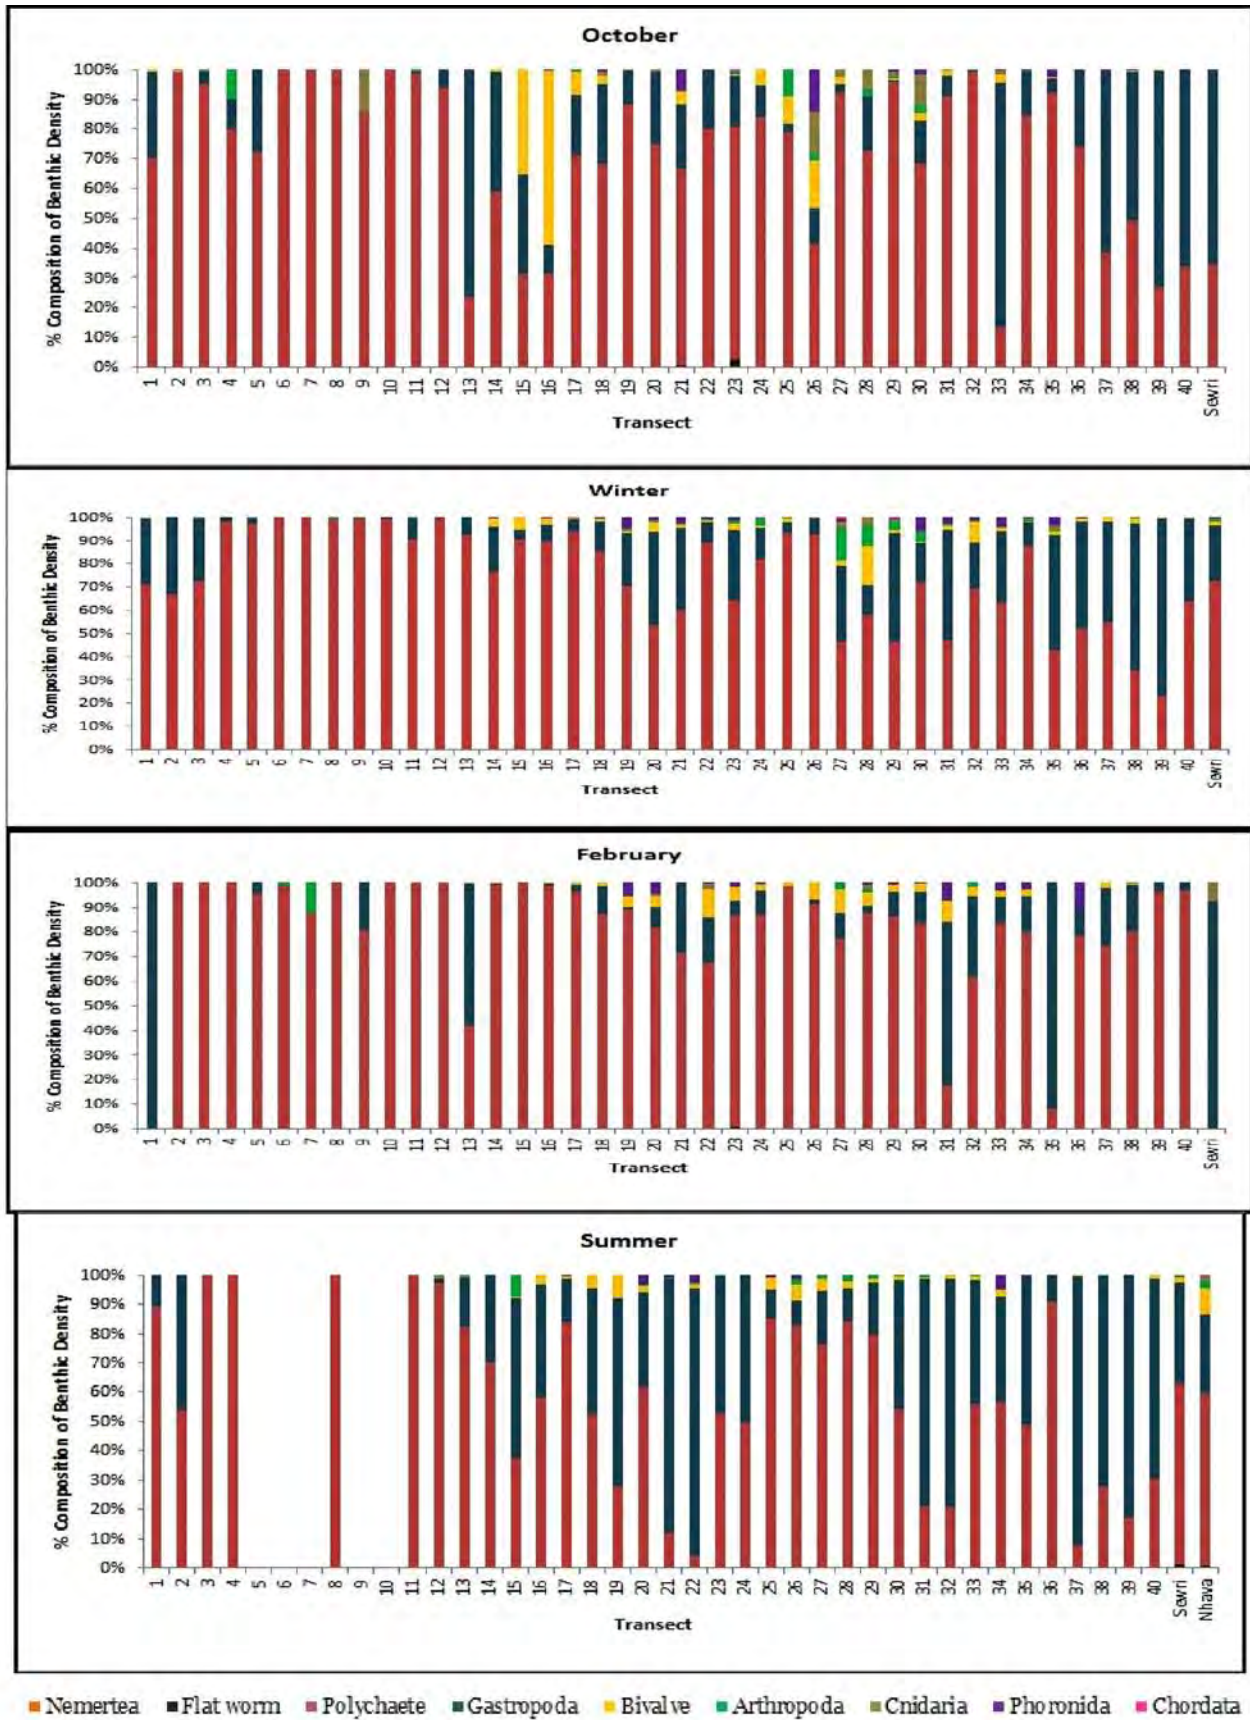 October
% Composition of Benthic Density
100%
90%
80%
70%
60%
50%
40%
30%
20%
10%
0%
1 2 3 4 5 6 7 8 9 10 11 12 13 14 15 16 17 18 19 20 21 22 23 24 25 26 27 28 29 30 31 32 33 34 35 36 37 38 39 40 Sewri
Transect
Winter
% Composition of Benthic Density
100%
90%
80%
70%
60%
50%
40%
30%
20%
10%
0%
1 2 3 4 5 6 7 8 9 10 11 12 13 14 15 16 17 18 19 20 21 22 23 24 25 26 27 28 29 30 31 32 33 34 35 36 37 38 39 40 Sewri
Transect
February
% Composition of Benthic Density
100%
90%
80%
70%
60%
50%
40%
30%
20%
10%
0%
1 2 3 4 5 6 7 8 9 10 11 12 13 14 15 16 17 18 19 20 21 22 23 24 25 26 27 28 29 30 31 32 33 34 35 36 37 38 39 40 Sewri
Transect
Summer
% Composition of Benthic Density
100%
90%
80%
70%
60%
50%
40%
30%
20%
10%
0%
1 2 3 4 5 6 7 8 9 10 11 12 13 14 15 16 17 18 19 20 21 22 23 24 25 26 27 28 29 30 31 32 33 34 35 36 37 38 39 40 Sewri Nhava
Transect
Nemertea Flat worm Polychaete Gastropoda Bivalve Arthropoda Cnidaria Phoronida Chordata